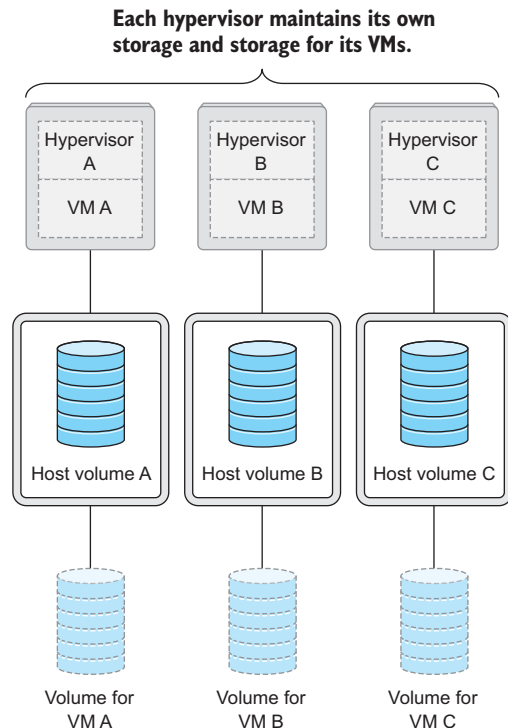 Each hypervisor maintains its own
storage and storage for its VMs.
Hypervisor
A
VM A
Hypervisor
B
VM B
Hypervisor
C
VM C
Host volume A
Host volume B
Host volume C
Volume for
VM A
Volume for
VM B
Volume for
VM C